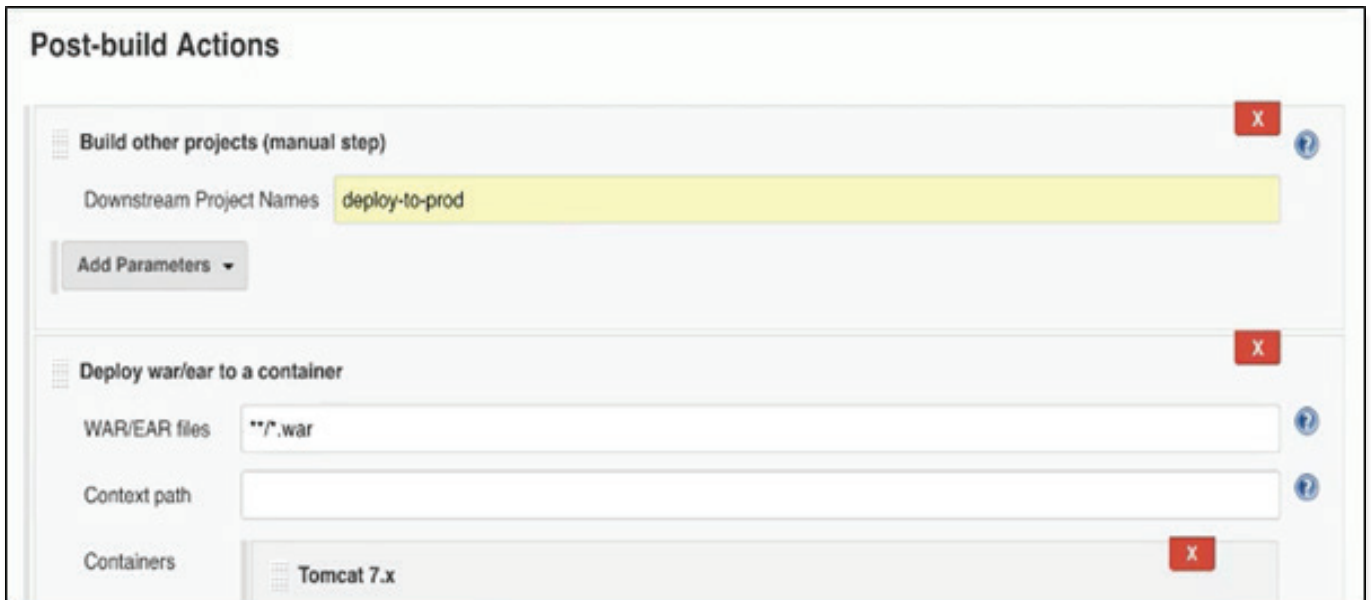 Post-build Actions
X
Build other projects (manual step)
Downstream Project Names deploy-to-prod
Add Parameters
X
Deploy war/ear to a container
WAR/EAR files **/*.war
Context path
Containers
X
Tomcat 7.x